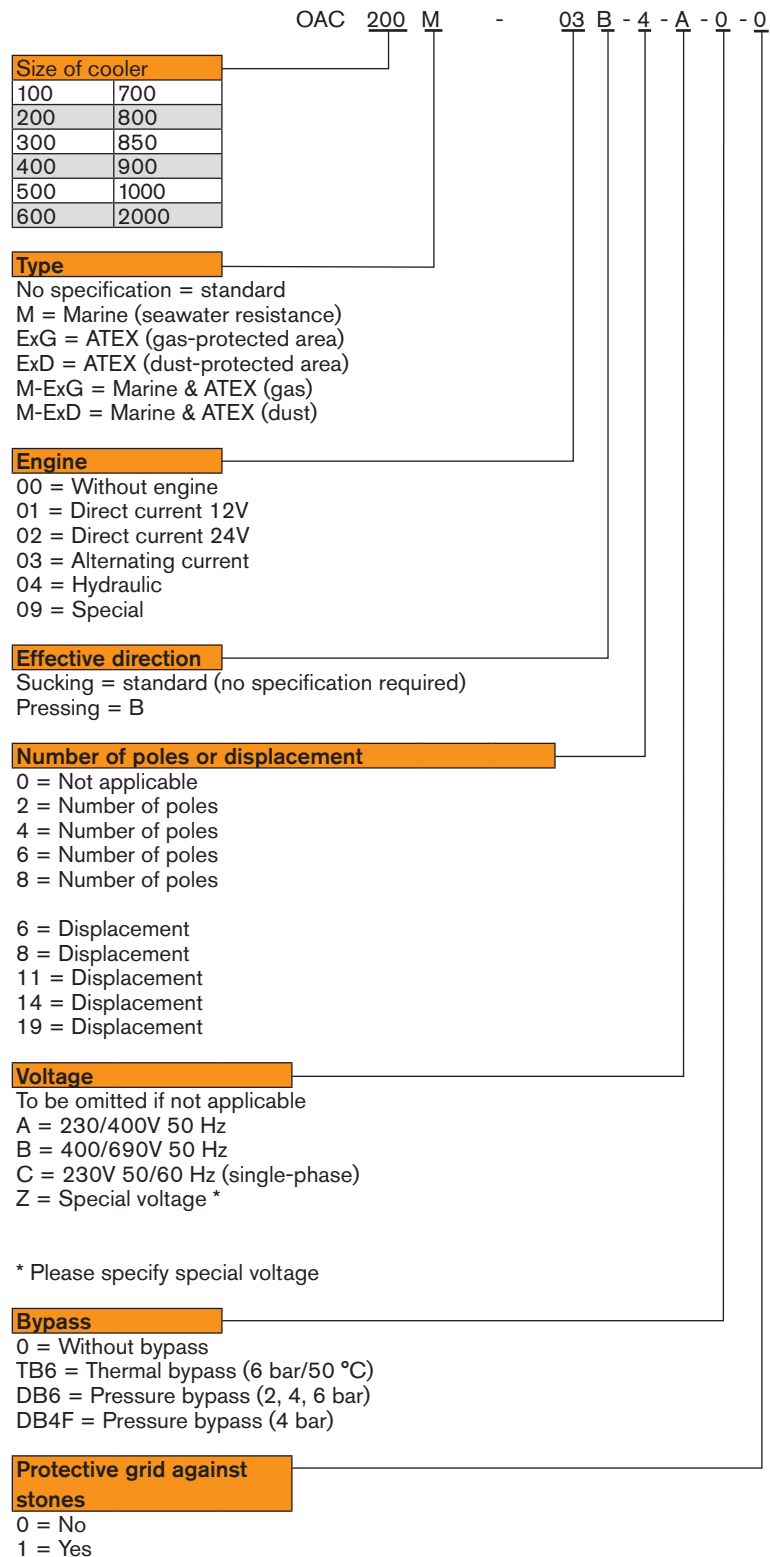 OAC 200 M - 03 B - 4 - A - 0 - 0
Size of cooler
100 700
200 800
300 850
400 900
500 1000
600 2000
Type
No specification = standard
M = Marine (seawater resistance)
ExG = ATEX (gas-protected area)
ExD = ATEX (dust-protected area)
M-ExG = Marine & ATEX (gas)
M-ExD = Marine & ATEX (dust)
Engine
00 = Without engine
01 = Direct current 12V
02 = Direct current 24V
03 = Alternating current
04 = Hydraulic
09 = Special
Effective direction
Sucking = standard (no specification required)
Pressing = B
Number of poles or displacement
0 = Not applicable
2 = Number of poles
4 = Number of poles
6 = Number of poles
8 = Number of poles
6 = Displacement
8 = Displacement
11 = Displacement
14 = Displacement
19 = Displacement
Voltage
To be omitted if not applicable
A = 230/400V 50 Hz
B = 400/690V 50 Hz
C = 230V 50/60 Hz (single-phase)
Z = Special voltage *
* Please specify special voltage
Bypass
0 = Without bypass
TB6 = Thermal bypass (6 bar/50 °C)
DB6 = Pressure bypass (2, 4, 6 bar)
DB4F = Pressure bypass (4 bar)
Protective grid against
stones
0 = No
1 = Yes